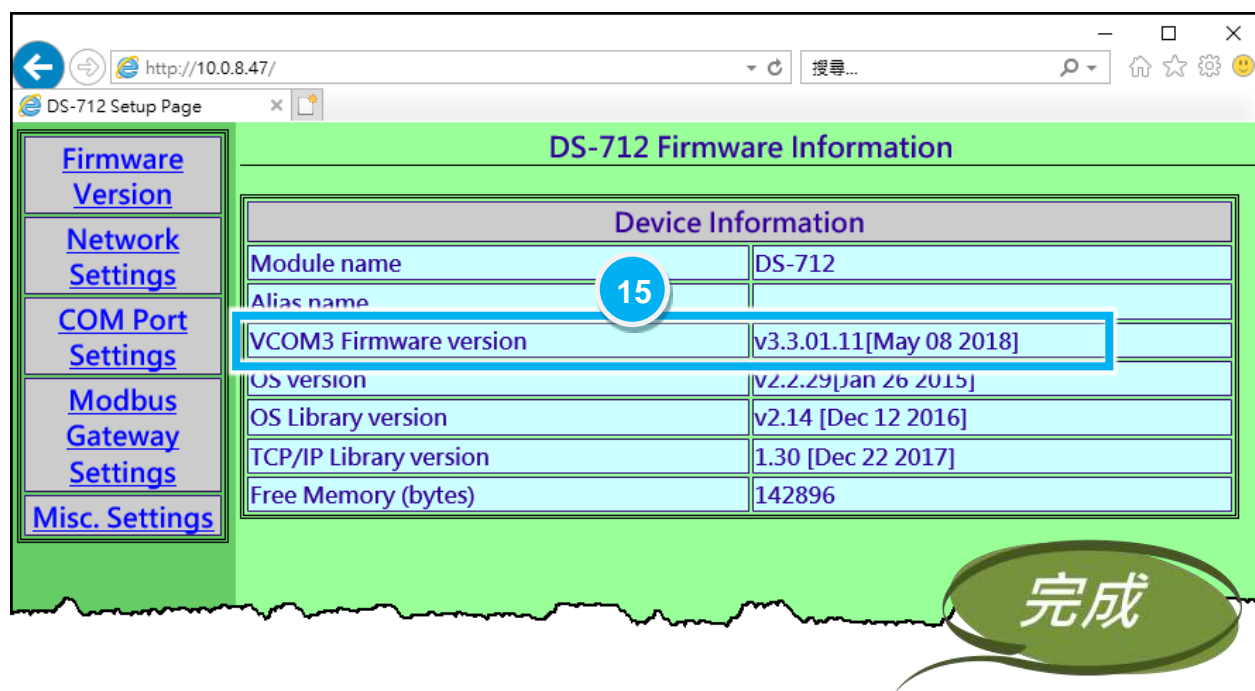 http://10.0.8.47/
搜尋...
DS-712 Setup Page
Firmware
Version
Network
Settings
COM Port
Settings
Modbus
Gateway
Settings
Misc. Settings
DS-712 Firmware Information
Device Information
Module name DS-712
Alias name
15
VCOM3 Firmware version v3.3.01.11[May 08 2018]
OS version v2.2.29[Jan 26 2015]
OS Library version v2.14 [Dec 12 2016]
TCP/IP Library version 1.30 [Dec 22 2017]
Free Memory (bytes) 142896
完成